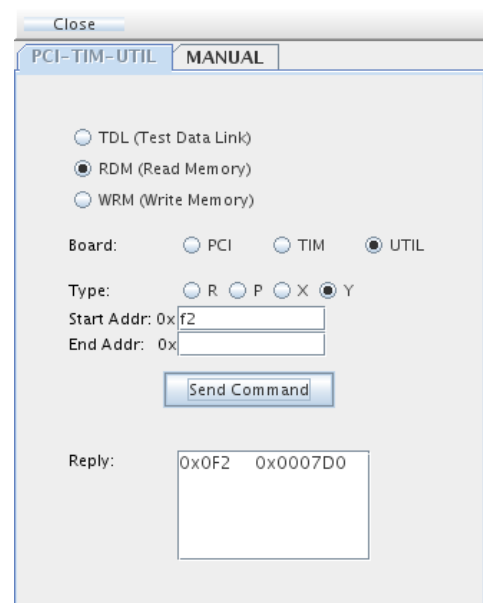 Close
PCI-TIM-UTIL MANUAL
TDL (Test Data Link)
RDM (Read Memory)
WRM (Write Memory)
Board: PCI TIM UTIL
Type: R P X Y
Start Addr: 0x f2
End Addr: 0x
Send Command
Reply: 0x0F2 0x0007D0